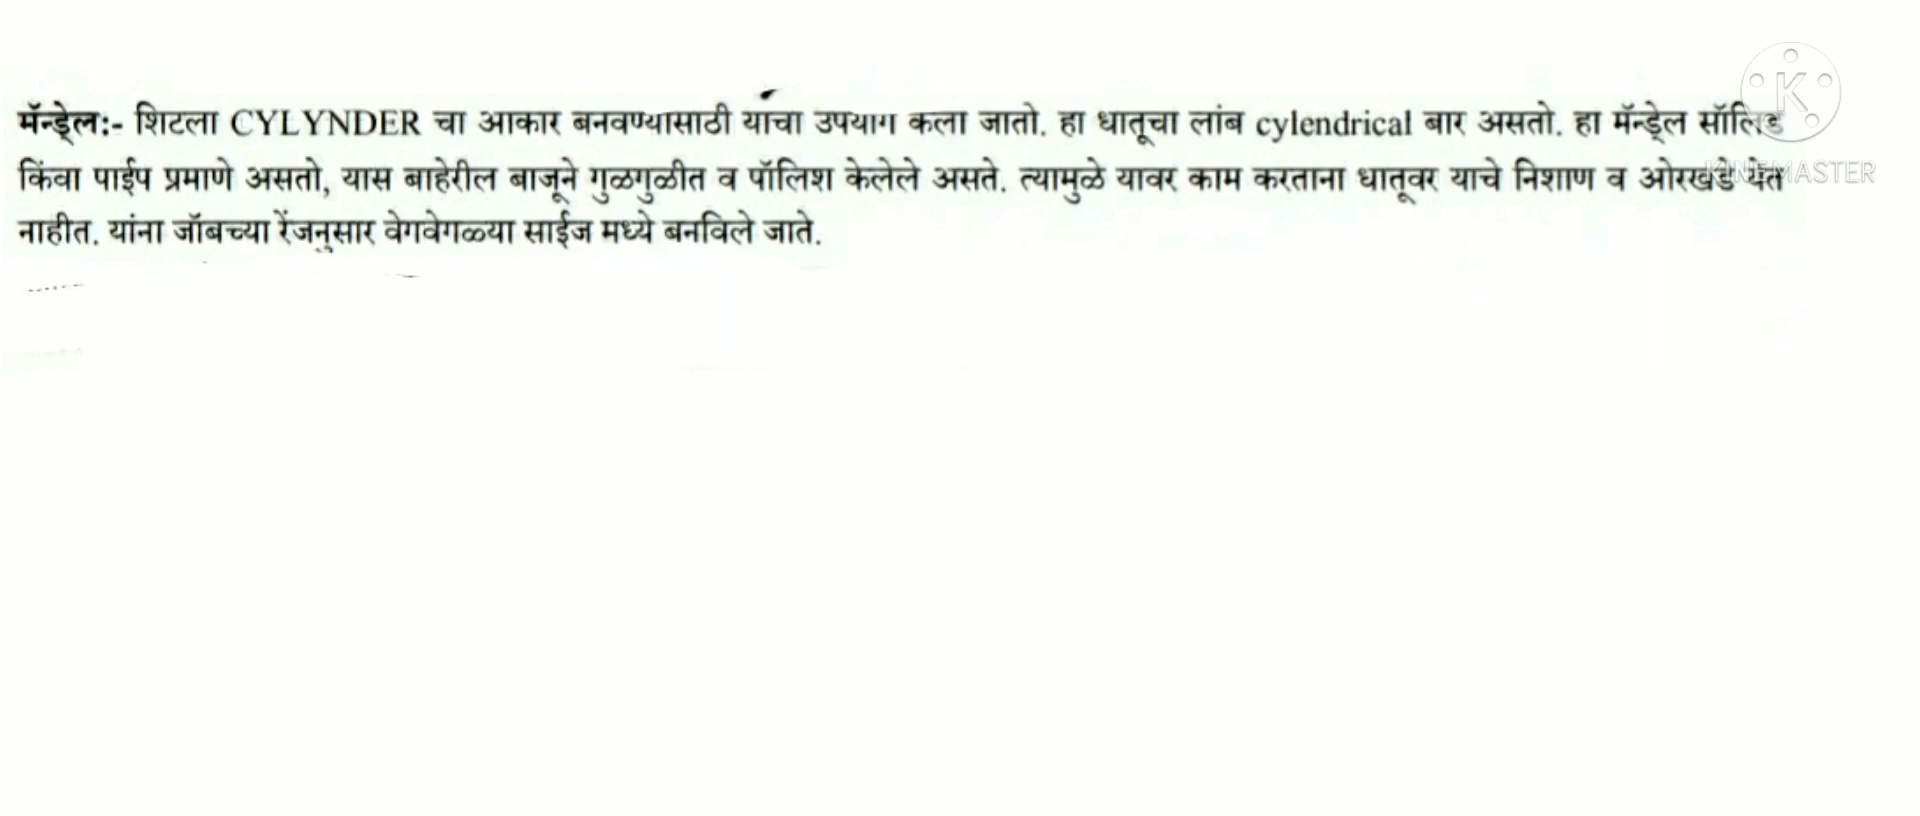 मॅन्ड्रेल:- शिटला CYLYNDER चा आकार बनवण्यासाठी यांचा उपयाग कला जातो. हा धातूचा लांब cylendrical बार असतो. हा मॅन्ड्रेल सॉलिड
किंवा पाईप प्रमाणे असतो, यास बाहेरील बाजूने गुळगुळीत व पॉलिश केलेले असते. त्यामुळे यावर काम करताना धातूवर याचे निशाण व ओरखडे येत
नाहीत. यांना जॉबच्या रेंजनुसार वेगवेगळ्या साईज मध्ये बनविले जाते.
K
KINEMASTER